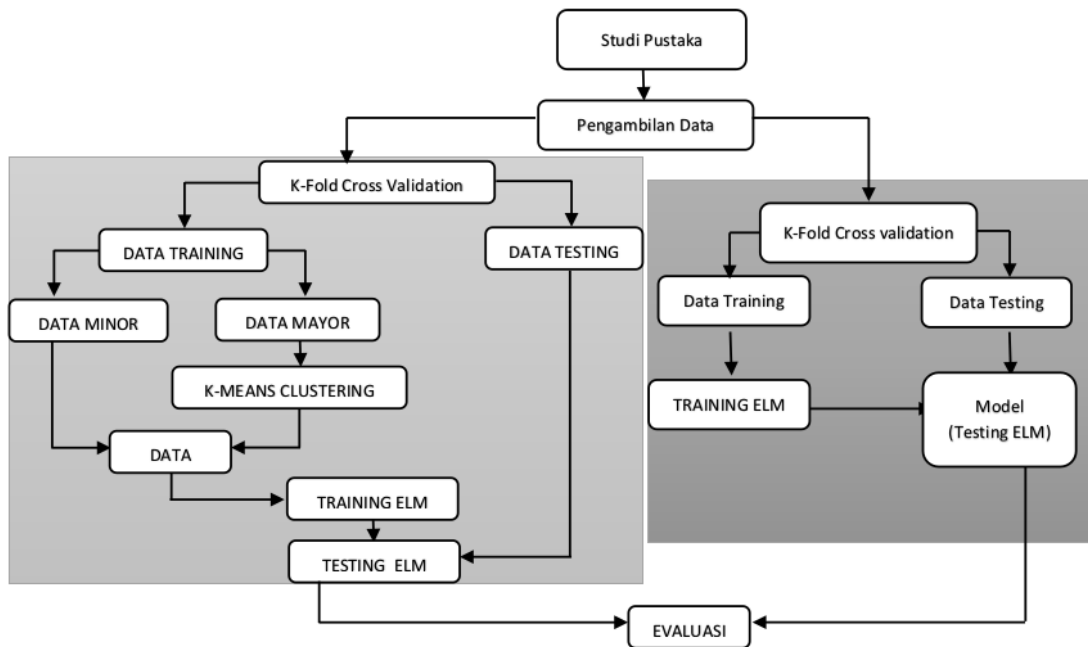 Studi Pustaka
Pengambilan Data
K-Fold Cross Validation
DATA TRAINING
DATA TESTING
DATA MINOR
DATA MAYOR
K-MEANS CLUSTERING
DATA
TRAINING ELM
TESTING ELM
K-Fold Cross validation
Data Training
Data Testing
TRAINING ELM
Model
(Testing ELM)
EVALUASI